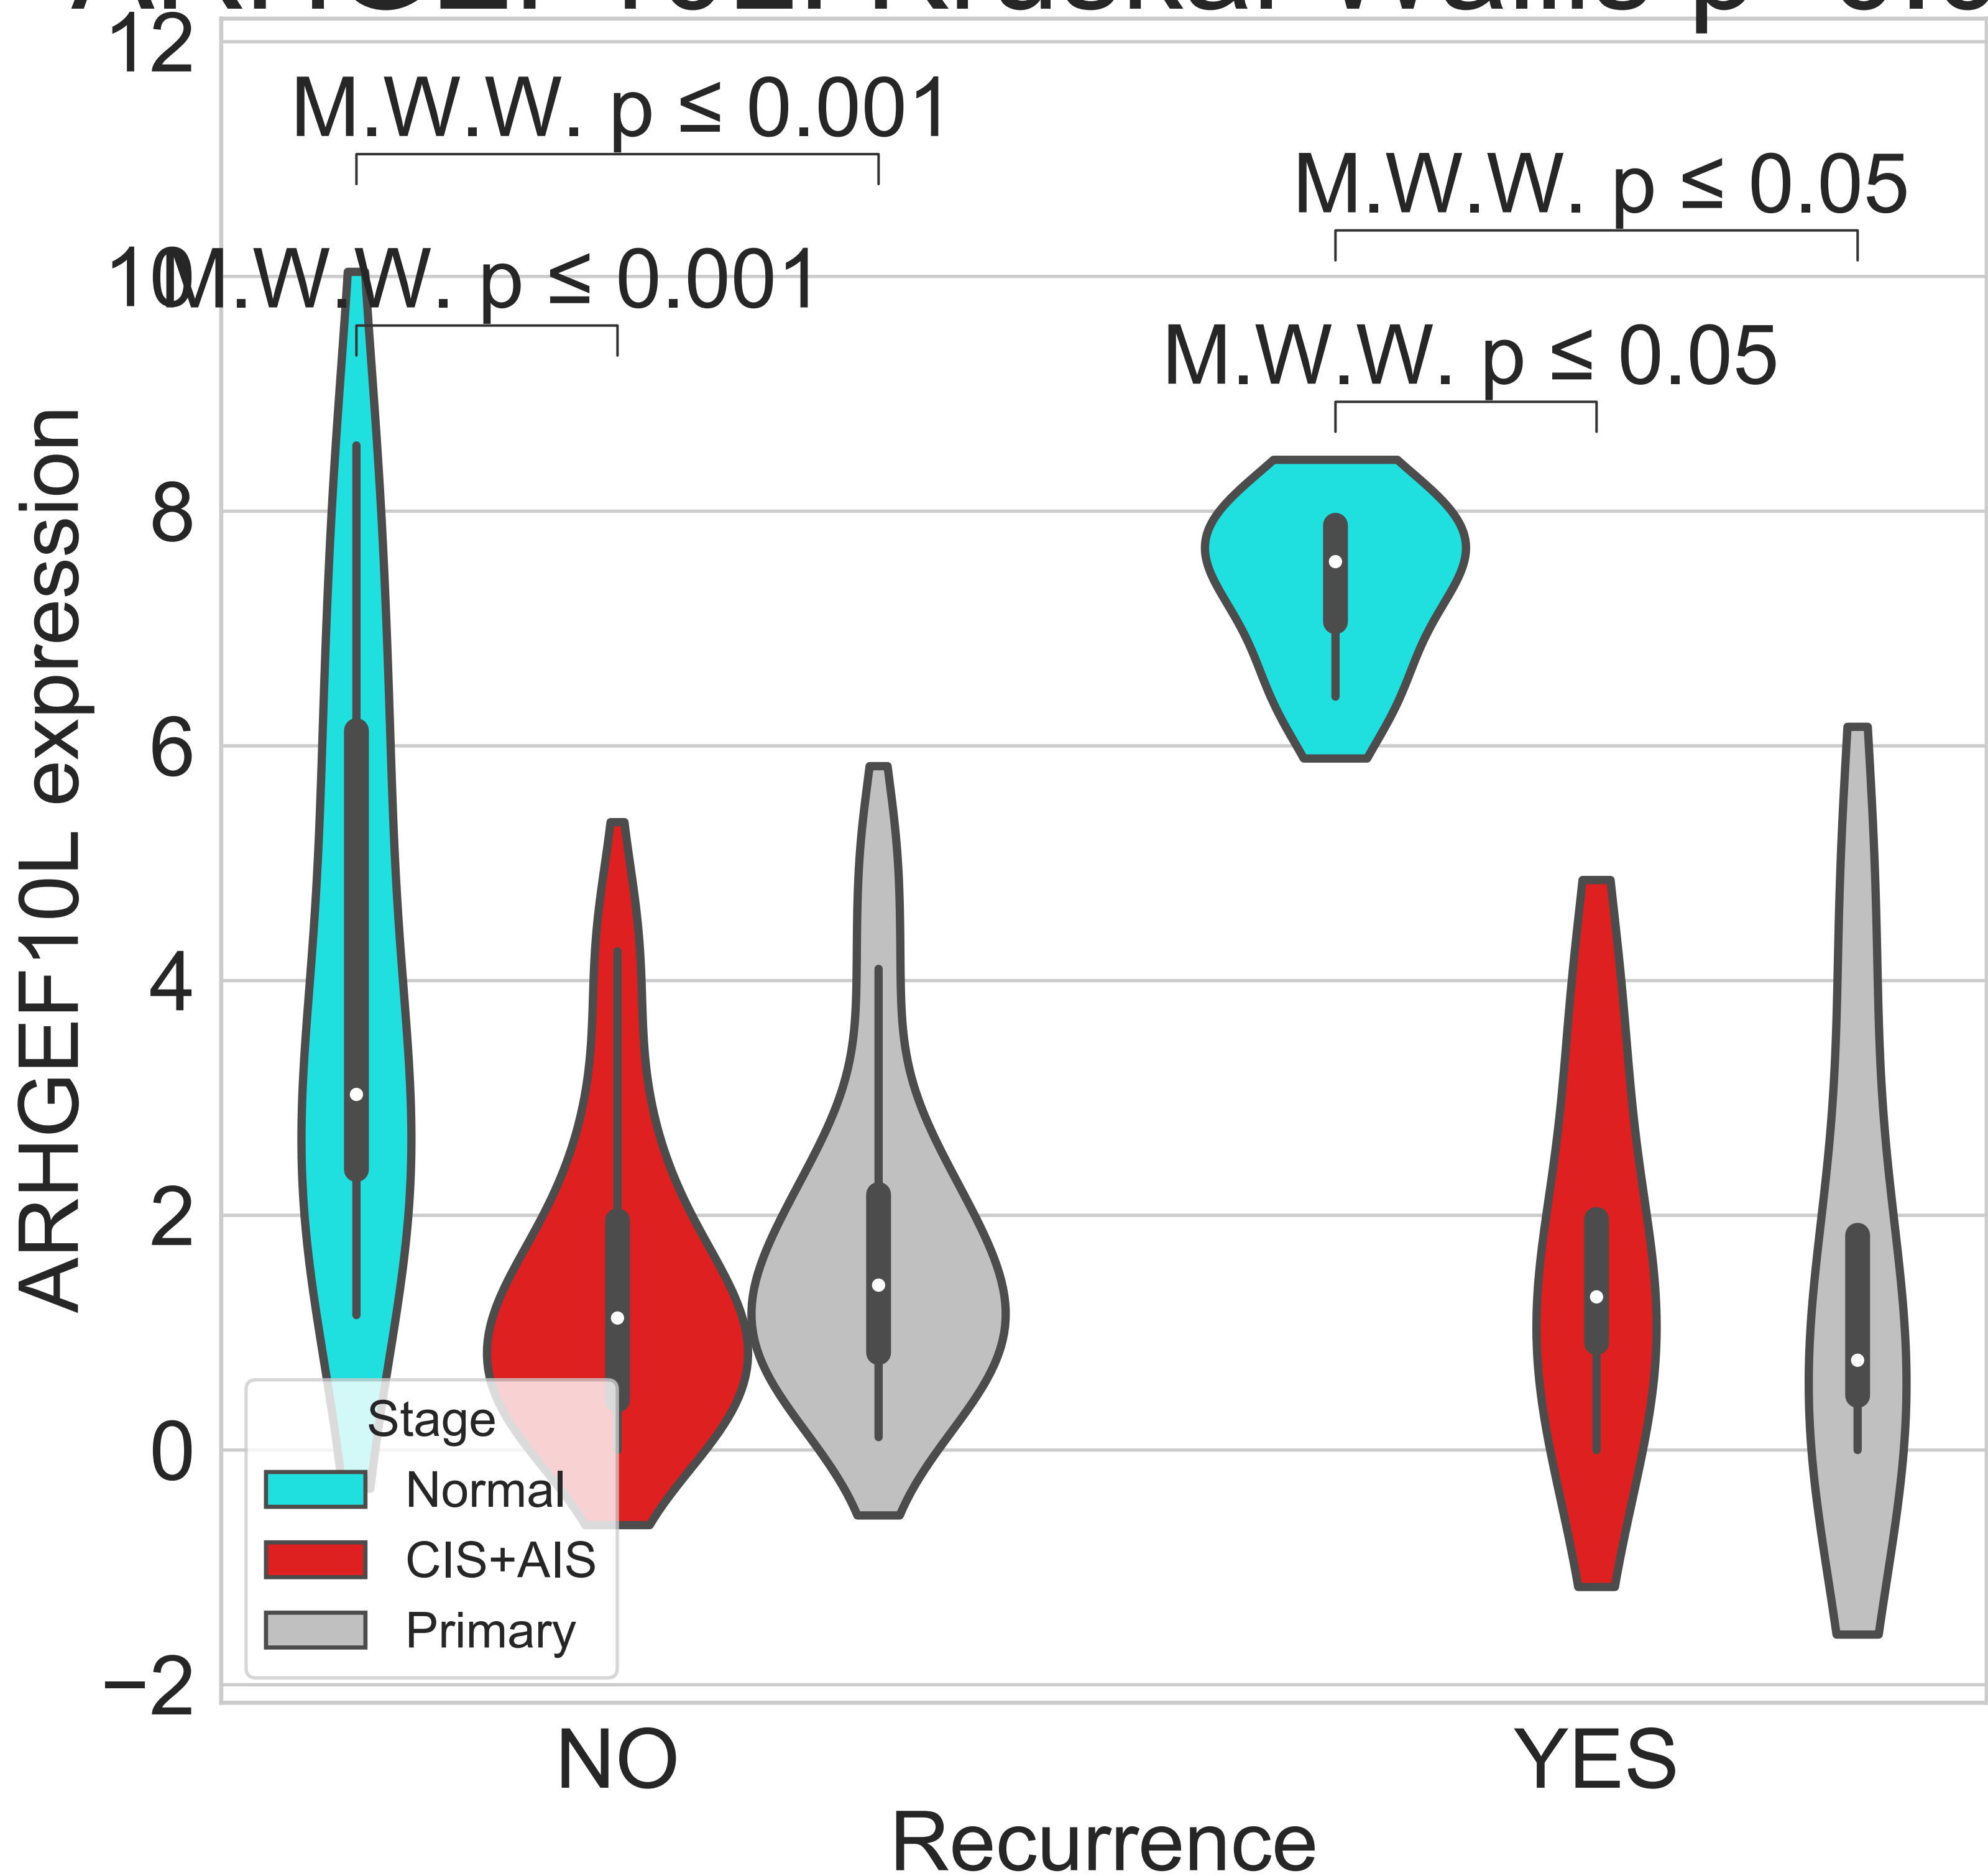 12
M.W.W. p ≤ 0.001
M.W.W. p ≤ 0.05
10
M.W.W. p ≤ 0.001
M.W.W. p ≤ 0.05
8
6
4
2
0
−2
ARHGEF10L expression
Stage
Normal
CIS+AIS
Primary
NO
YES
Recurrence